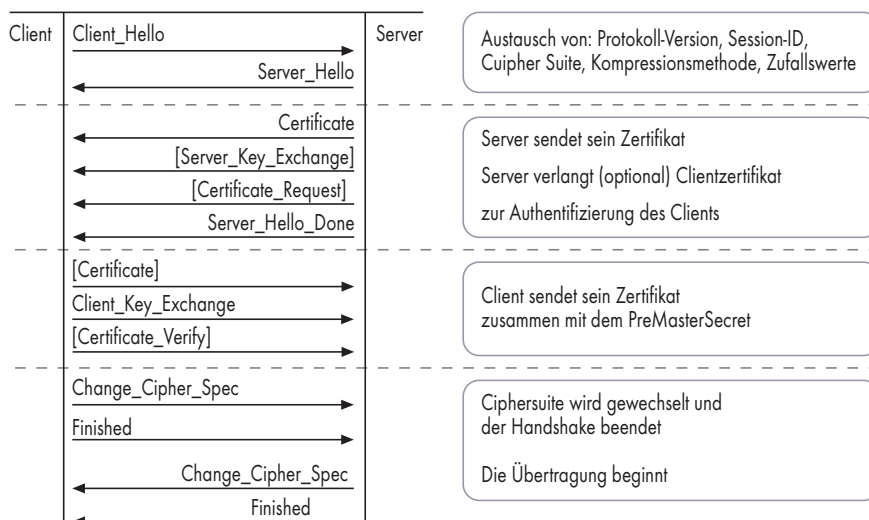 Client
Client_Hello
Server
Server_Hello
Austausch von: Protokoll-Version, Session-ID,
Cuipher Suite, Kompressionsmethode, Zufallswerte
Certificate
[Server_Key_Exchange]
[Certificate_Request]
Server_Hello_Done
Server sendet sein Zertifikat
Server verlangt (optional) Clientzertifikat
zur Authentifizierung des Clients
[Certificate]
Client_Key_Exchange
[Certificate_Verify]
Client sendet sein Zertifikat
zusammen mit dem PreMasterSecret
Change_Cipher_Spec
Finished
Change_Cipher_Spec
Finished
Ciphersuite wird gewechselt und
der Handshake beendet
Die Übertragung beginnt